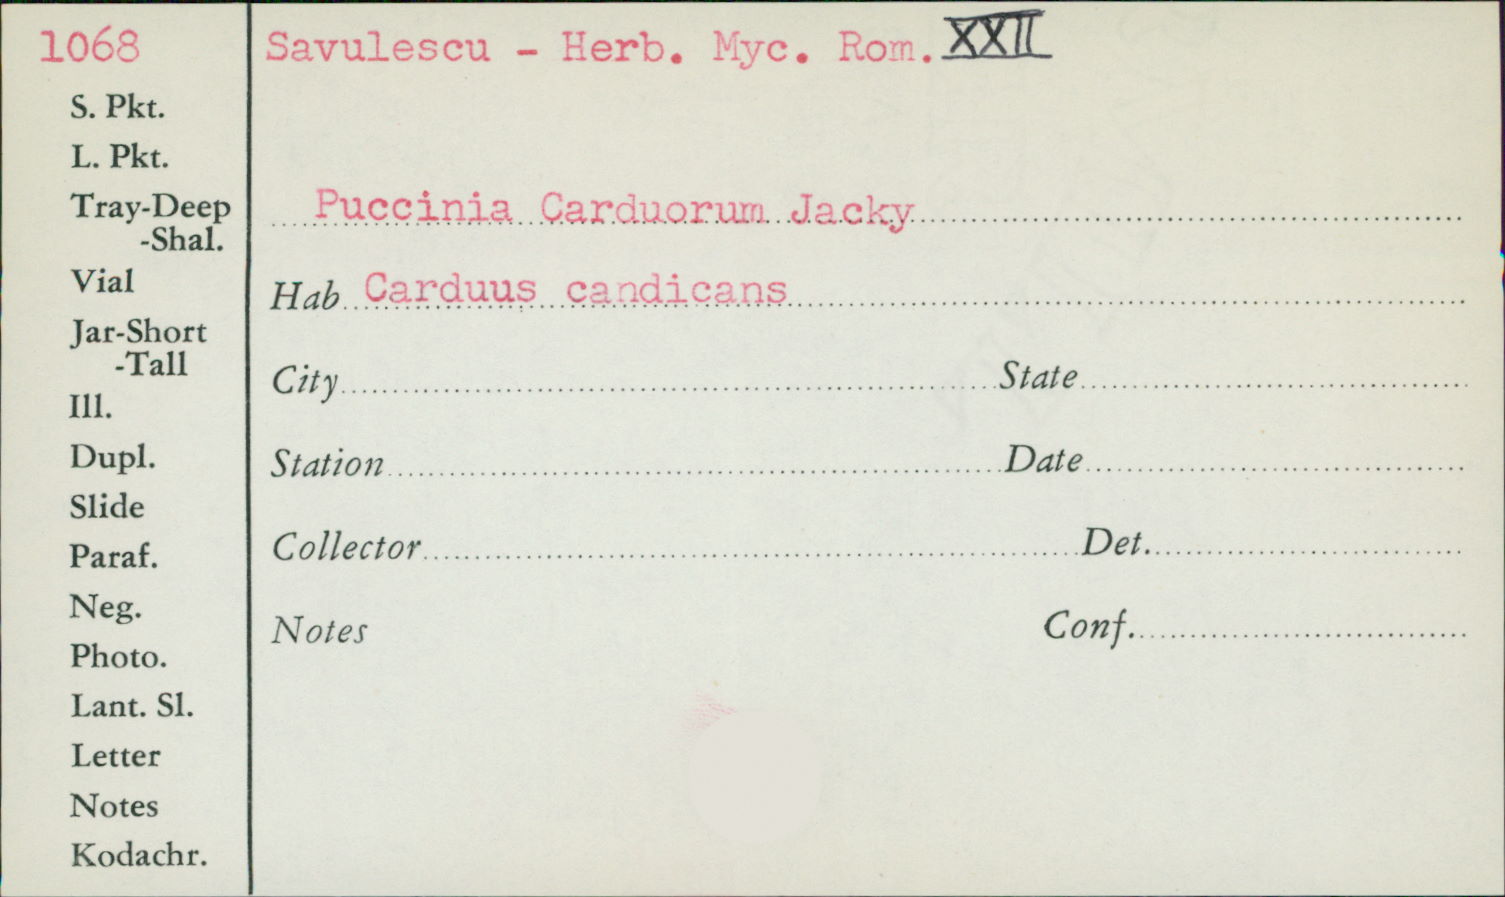 1068
Savulescu - Herb. Myc. Rom. XXII
S. Pkt.
L. Pkt.
Tray-Deep
-Shal.
Vial
Jar-Short
-Tall
Ill.
Dupl.
Slide
Paraf.
Neg.
Photo.
Lant. Sl.
Letter
Notes
Kodachr.
Puccinia Carduorum Jacky
Hab Carduus candicans
City State
Station Date
Collector Det.
Notes Conf.